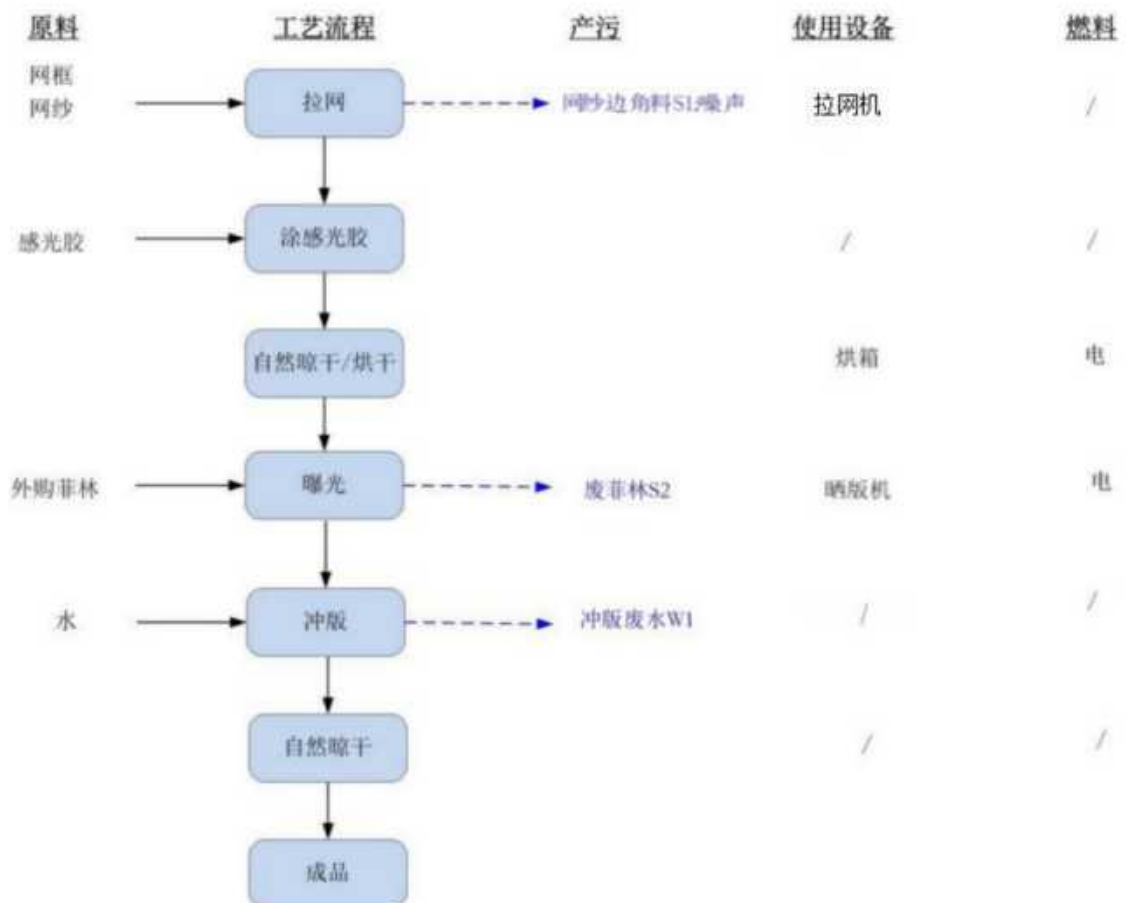 原料 工艺流程 产污 使用设备 燃料
网框
网纱 拉网 网纱边角料S1,噪声 拉网机 /
感光胶 涂感光胶 / /
自然晾干/烘干 烘箱 电
外购菲林 曝光 废菲林S2 晒版机 电
水 冲版 冲版废水W1 / /
自然晾干 / /
成品